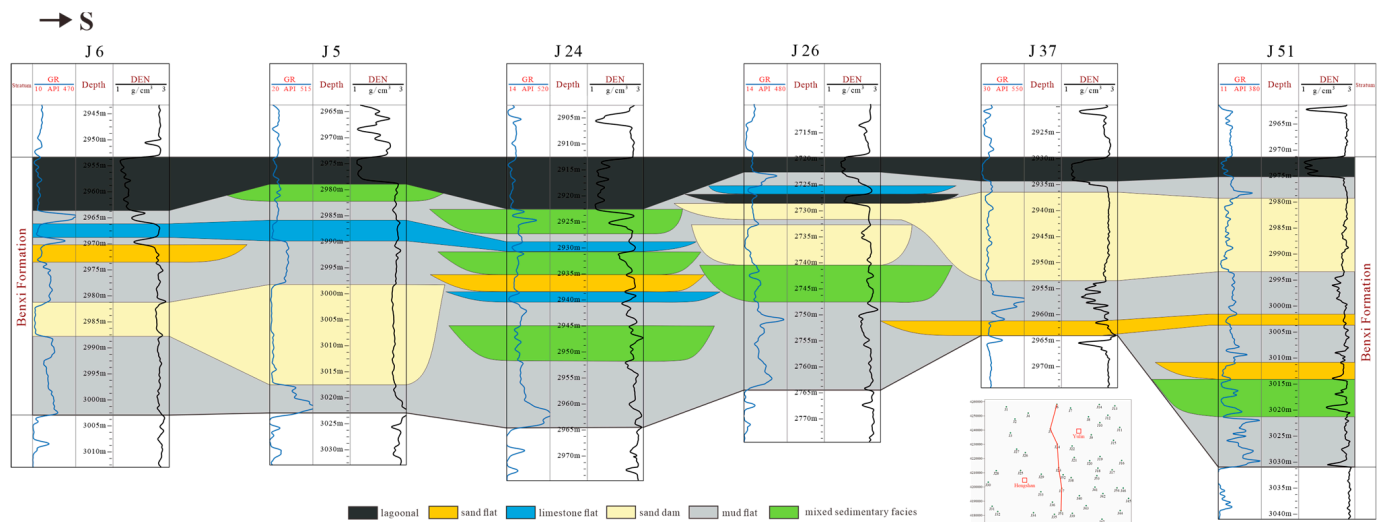 S
J 6
J 5
J 24
J 26
J 37
J 51
Stratum
GR
10 API 470
Depth
DEN
1 g/cm³ 3
GR
20 API 515
Depth
DEN
1 g/cm³ 3
GR
14 API 520
Depth
DEN
1 g/cm³ 3
GR
14 API 480
Depth
DEN
1 g/cm³ 3
GR
30 API 550
Depth
DEN
1 g/cm³ 3
GR
11 API 380
Depth
DEN
1 g/cm³ 3
Stratum
Benxi Formation
2945m
2950m
2955m
2960m
2965m
2970m
2975m
2980m
2985m
2990m
2995m
3000m
3005m
3010m
2965m
2970m
2975m
2980m
2985m
2990m
2995m
3000m
3005m
3010m
3015m
3020m
3025m
3030m
2905m
2910m
2915m
2920m
2925m
2930m
2935m
2940m
2945m
2950m
2955m
2960m
2965m
2970m
2715m
2720m
2725m
2730m
2735m
2740m
2745m
2750m
2755m
2760m
2765m
2770m
2925m
2930m
2935m
2940m
2945m
2950m
2955m
2960m
2965m
2970m
2965m
2970m
2975m
2980m
2985m
2990m
2995m
3000m
3005m
3010m
3015m
3020m
3025m
3030m
3035m
3040m
Benxi Formation
Yulin
lagoonal
sand flat
limestone flat
sand dam
mud flat
mixed sedimentary facies